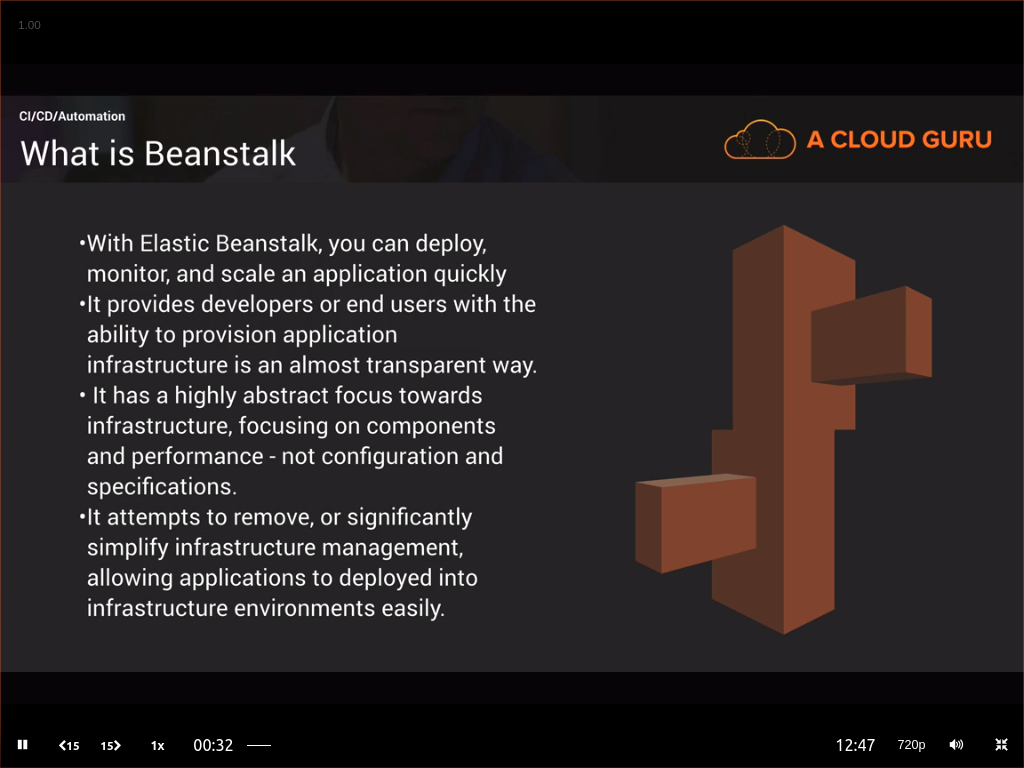 1.00
CI/CD/Automation
What is Beanstalk
A CLOUD GURU
•With Elastic Beanstalk, you can deploy,
monitor, and scale an application quickly
•It provides developers or end users with the
ability to provision application
infrastructure is an almost transparent way.
• It has a highly abstract focus towards
infrastructure, focusing on components
and performance - not configuration and
specifications.
•It attempts to remove, or significantly
simplify infrastructure management,
allowing applications to deployed into
infrastructure environments easily.
15 15 1x 00:32 12:47 720p